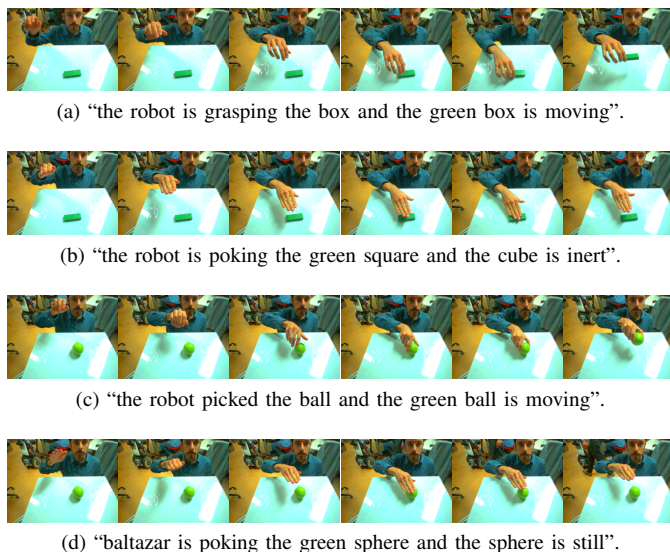 (a) “the robot is grasping the box and the green box is moving”.
(b) “the robot is poking the green square and the cube is inert”.
(c) “the robot picked the ball and the green ball is moving”.
(d) “baltazar is poking the green sphere and the sphere is still”.